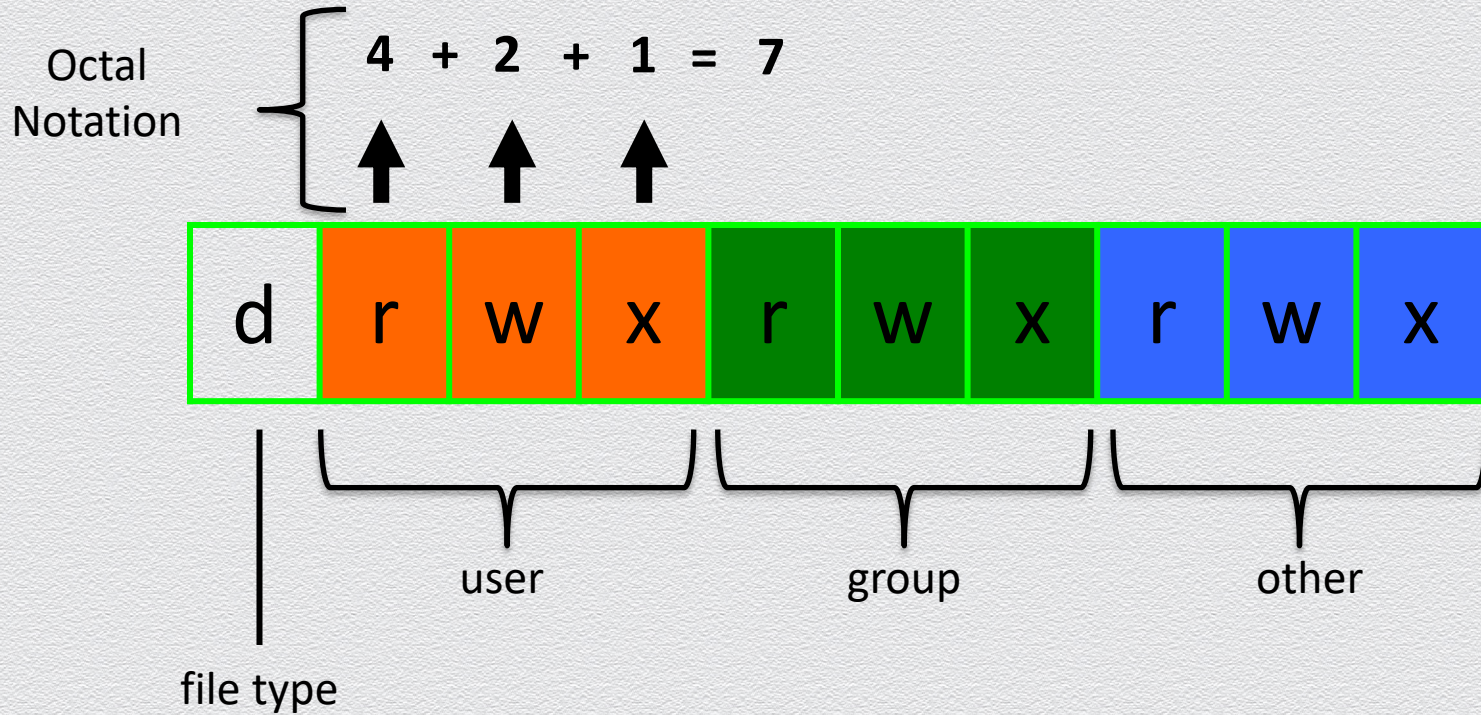 Octal
Notation
4 + 2 + 1 = 7
d r w x r w x r w x
user group other
file type